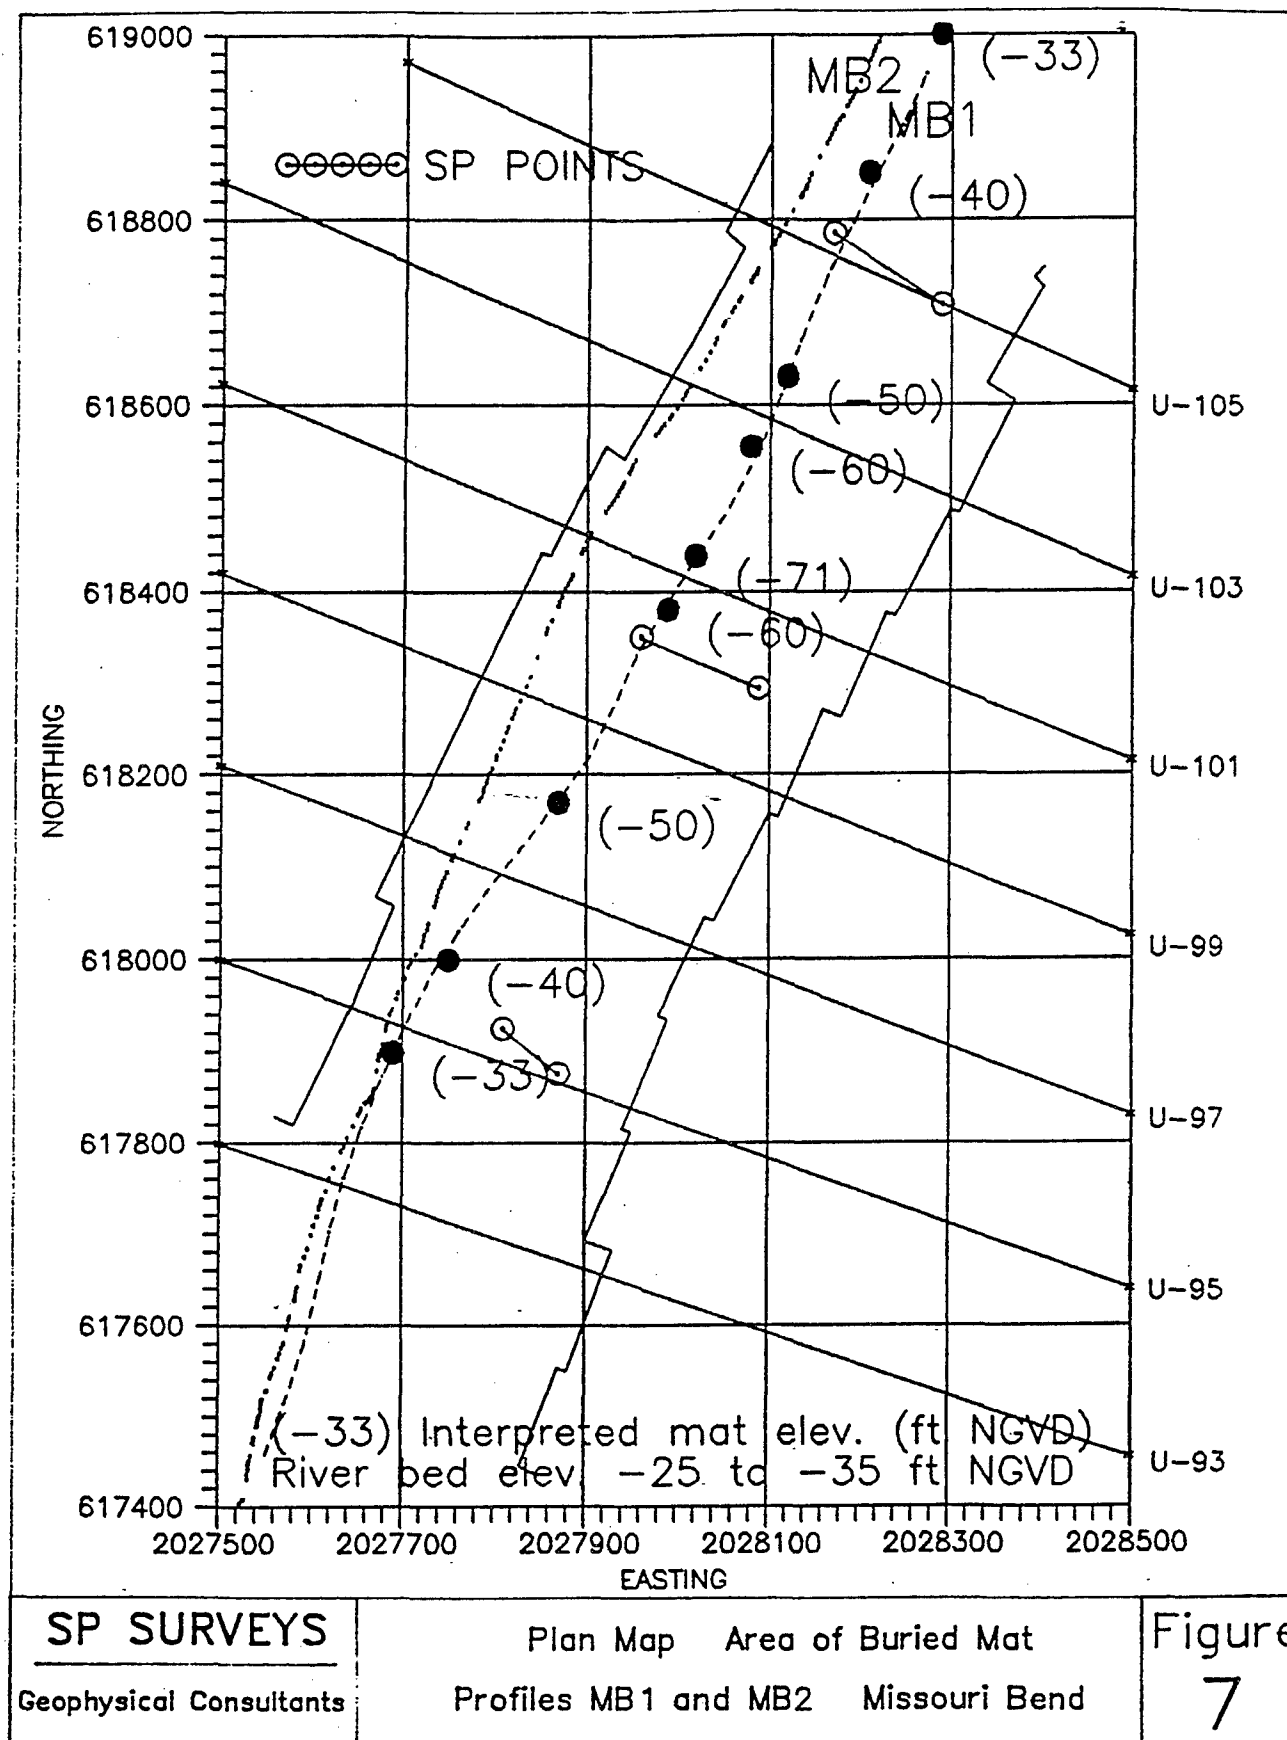 619000
MB2
(-33)
MB1
SP POINTS
(-40)
618800
618600
(-50)
U-105
(-60)
618400
(-71)
U-103
(-60)
NORTHING
618200
U-101
(-50)
618000
(-40)
U-99
(-33)
617800
U-97
617600
U-95
(-33) Interpreted mat elev. (ft NGVD)
River bed elev. -25 to -35 ft NGVD
U-93
617400
2027500 2027700 2027900 2028100 2028300 2028500
EASTING
SP SURVEYS
Geophysical Consultants
Plan Map Area of Buried Mat
Profiles MB1 and MB2 Missouri Bend
Figure
7